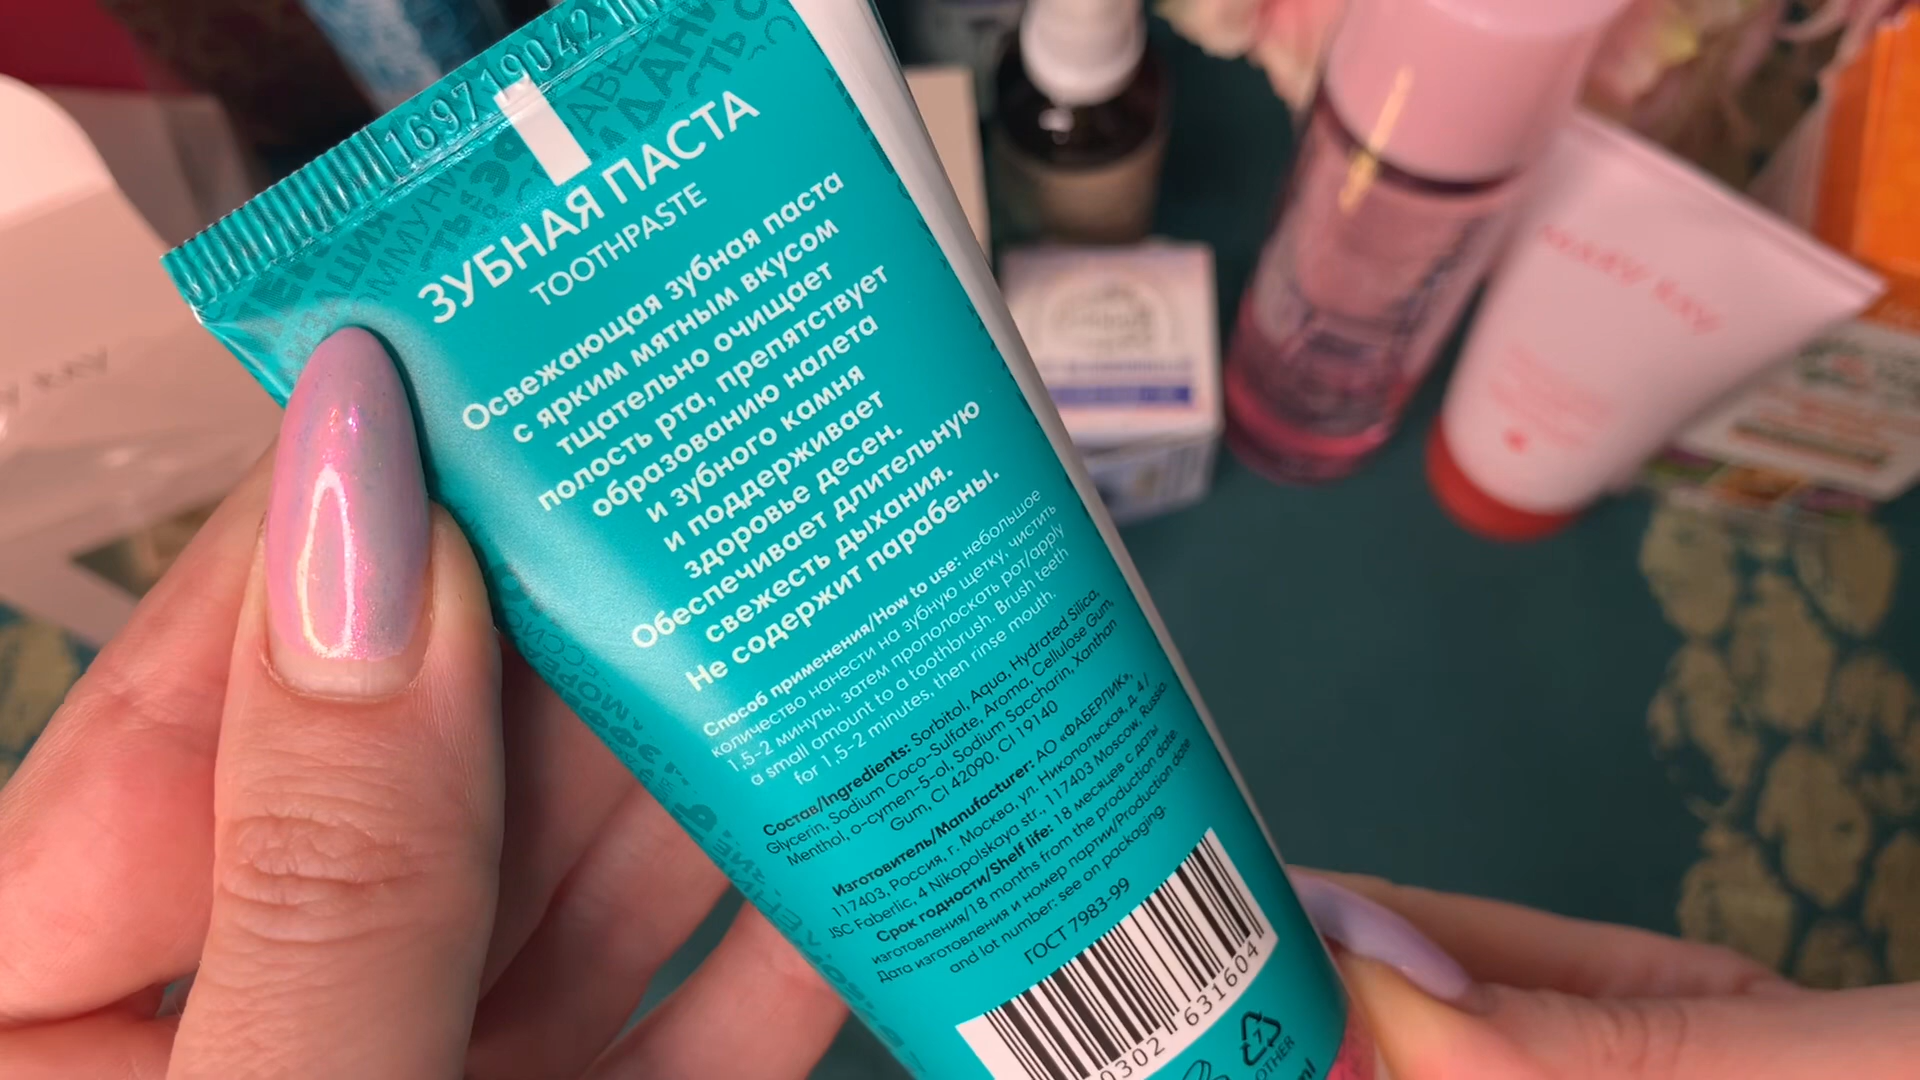 1697190421
ЗУБНАЯ ПАСТА
TOOTHPASTE
Освежающая зубная паста
с ярким мятным вкусом
тщательно очищает
полость рта, препятствует
образованию налета
и зубного камня
и поддерживает
здоровье десен.
Обеспечивает длительную
свежесть дыхания.
Не содержит парабены.
Способ применения/How to use: небольшое
количество нанести на зубную щетку, чистить
1,5–2 минуты, затем прополоскать рот/apply
a small amount to a toothbrush. Brush teeth
for 1,5-2 minutes, then rinse mouth.
Состав/Ingredients: Sorbitol, Aqua, Hydrated Silica,
Glycerin, Sodium Coco-Sulfate, Aroma, Cellulose Gum,
Menthol, o-cymen-5-ol, Sodium Saccharin, Xanthan
Gum, CI 42090, CI 19140
Изготовитель/Manufacturer: АО «ФАБЕРЛИК»,
117403, Россия, г. Москва, ул. Никопольская, д. 4/
JSC Faberlic, 4 Nikopolskaya str., 117403 Moscow, Russia.
Срок годности/Shelf life: 18 месяцев с даты
изготовления/18 months from the production date.
Дата изготовления и номер партии/Production date
and lot number: see on packaging.
ГОСТ 7983-99
0302 631604
7
OTHER
ml
MARY KAY